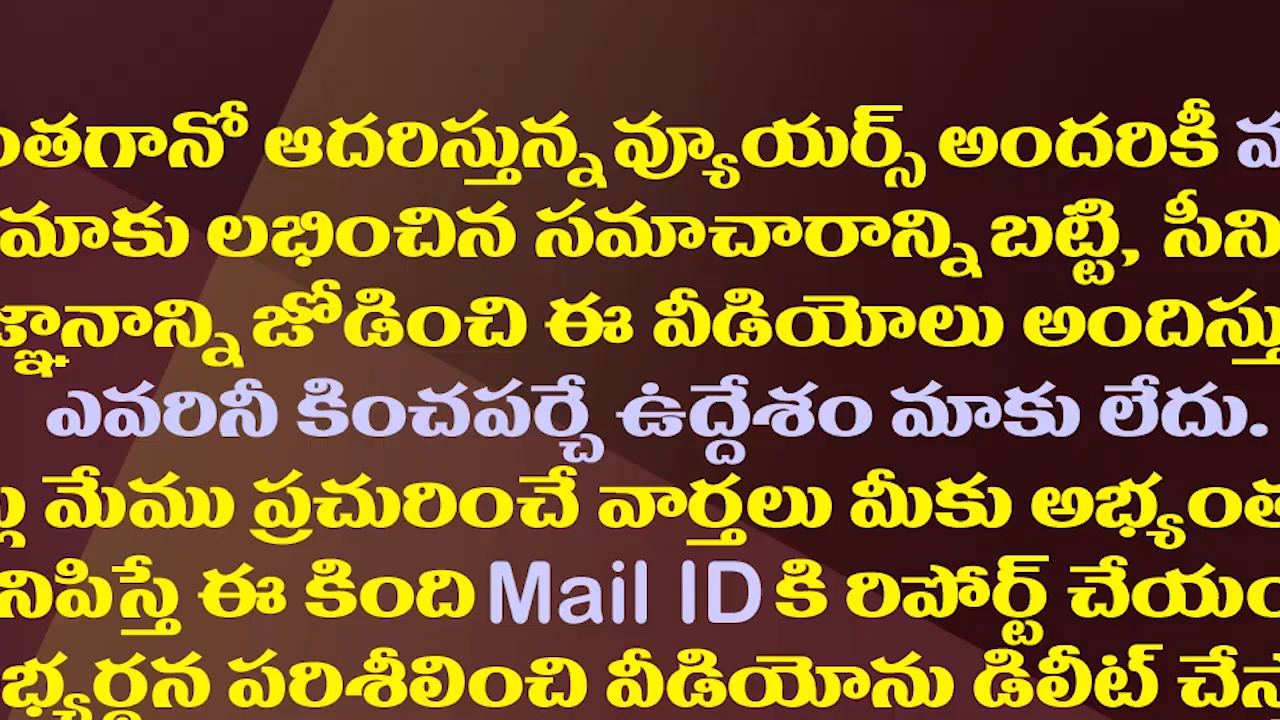 ంతగానో ఆదరిస్తున్న వ్యూయర్స్ అందరికీ
మాకు లభించిన సమాచారాన్ని బట్టి, సీని
జ్ఞానాన్ని జోడించి ఈ వీడియోలు అందిస్తు
ఎవరినీ కించపర్చే ఉద్దేశం మాకు లేదు.
మేము ప్రచురించే వార్తలు మీకు అభ్యంత
నిపిస్తే ఈ కింది Mail ID కి రిపోర్ట్ చేయం
భ్యర్థన పరిశీలించి వీడియోను డిలీట్ చేస